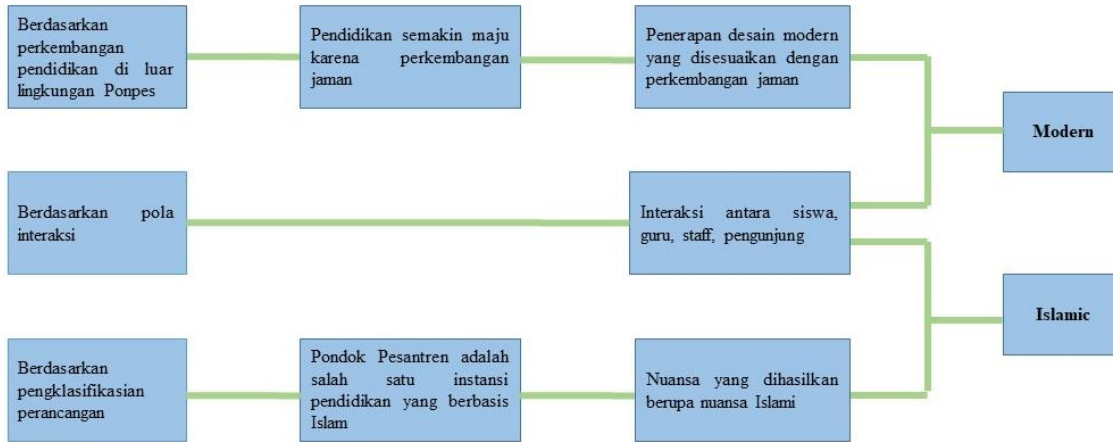 Berdasarkan
perkembangan
pendidikan di luar
lingkungan Ponpes
Pendidikan semakin maju
karena perkembangan
jaman
Penerapan desain modern
yang disesuaikan dengan
perkembangan jaman
Modern
Berdasarkan pola
interaksi
Interaksi antara siswa,
guru, staff, pengunjung
Islamic
Berdasarkan
pengklasifikasian
perancangan
Pondok Pesantren adalah
salah satu instansi
pendidikan yang berbasis
Islam
Nuansa yang dihasilkan
berupa nuansa Islami